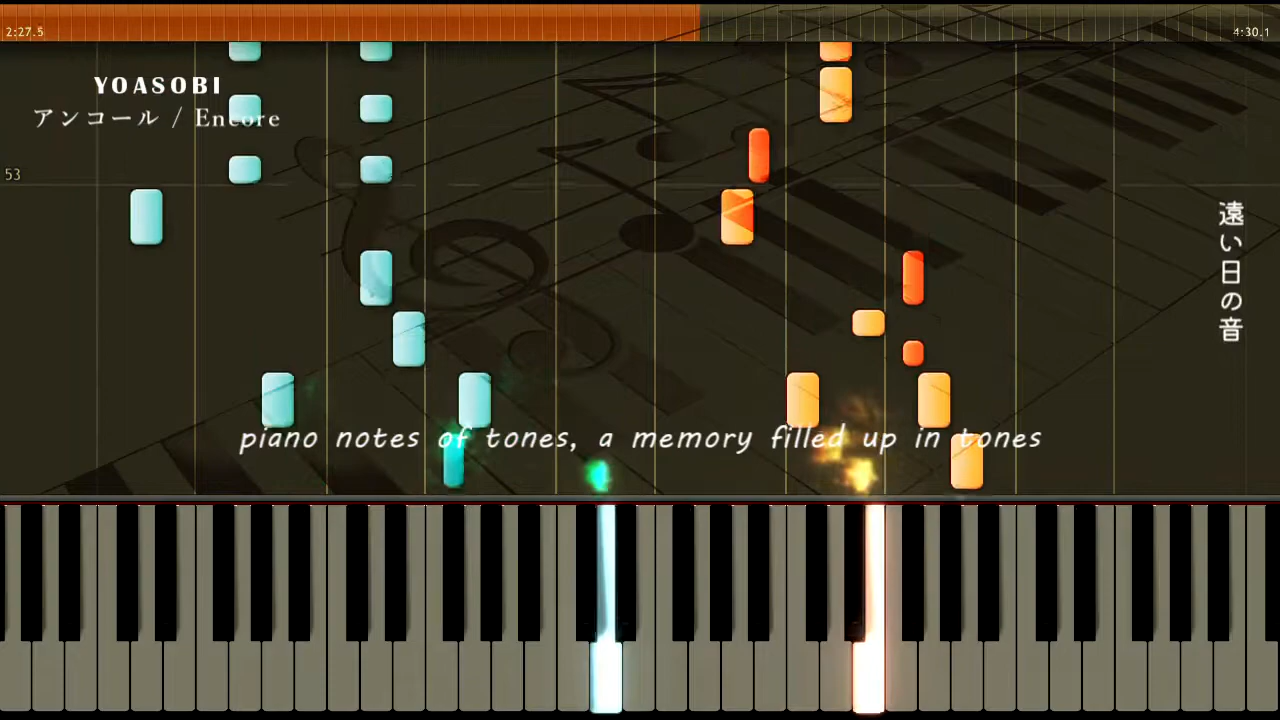 2:27.5
4:30.1
YOASOBI
アンコール / Encore
53
遠い日の音
piano notes of tones, a memory filled up in tones